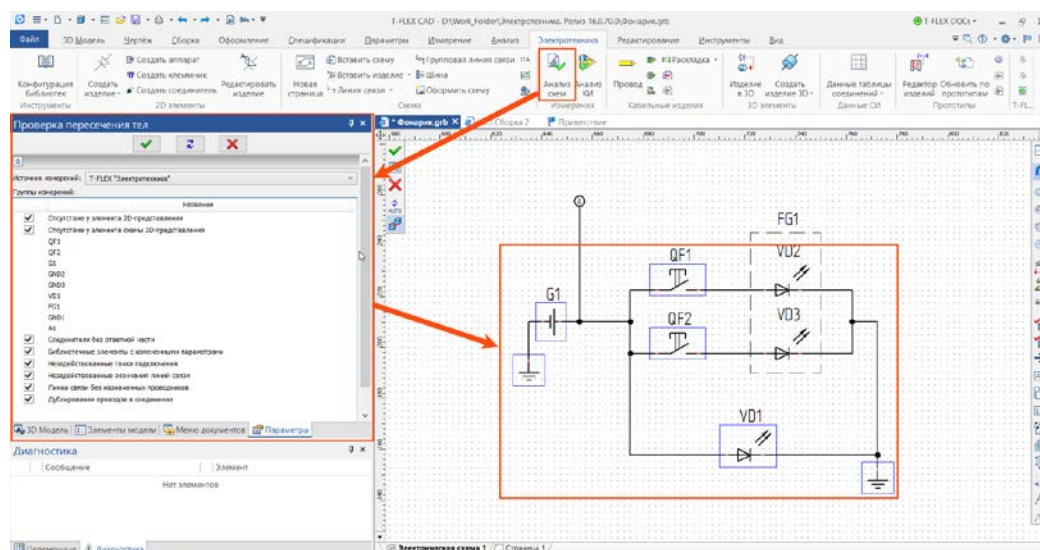 T-FLEX CAD - D:\Work_Folder\Электротехника. Релиз 16.0.70.0\Фонарик.grb
T-FLEX DOCs
Файл 3D Модель Чертёж Сборка Оформление Спецификации Параметры Измерение Анализ Электротехника Редактирование Инструменты Вид
Конфигурация библиотек
Создать изделие
Создать аппарат
Создать клеммник
Создать соединитель
Редактировать изделие
Новая страница
Вставить схему
Вставить изделие
Линия связи
Групповая линия связи
Шина
Оформить схему
Анализ схем
Анализ КИ
Провод
Раскладка
Изделие в 3D
Создать изделие 3D
Данные таблицы соединений
Редактор изделий
Обновить по прототипам
Инструменты 2D элементы Схема Измерения Кабельные изделия 3D элементы Данные СИ Прототипы T-FL...
Проверка пересечения тел
Фонарик.grb
Сборка 2
Приветствие
Источник измерений: T-FLEX "Электротехника"
Группы измерений:
Название
Отсутствие у элемента 2D-представления
Отсутствие у элемента схемы 3D-представления
QF1
QF2
G1
GND2
GND3
VD1
FG1
GND1
A1
Соединители без ответной части
Библиотечные элементы с измененными параметрами
Незадействованные точки подключения
Незадействованные окончания линий связи
Линии связи без назначенных проводников
Дублирование проводов в соединении
3D Модель Элементы модели Меню документов Параметры
Диагностика
Сообщение Элемент
Нет элементов
Переменные Диагностика
AUTO
A
FG1
QF1
VD2
G1
QF2
VD3
VD1
Электрическая схема 1 Страница 1